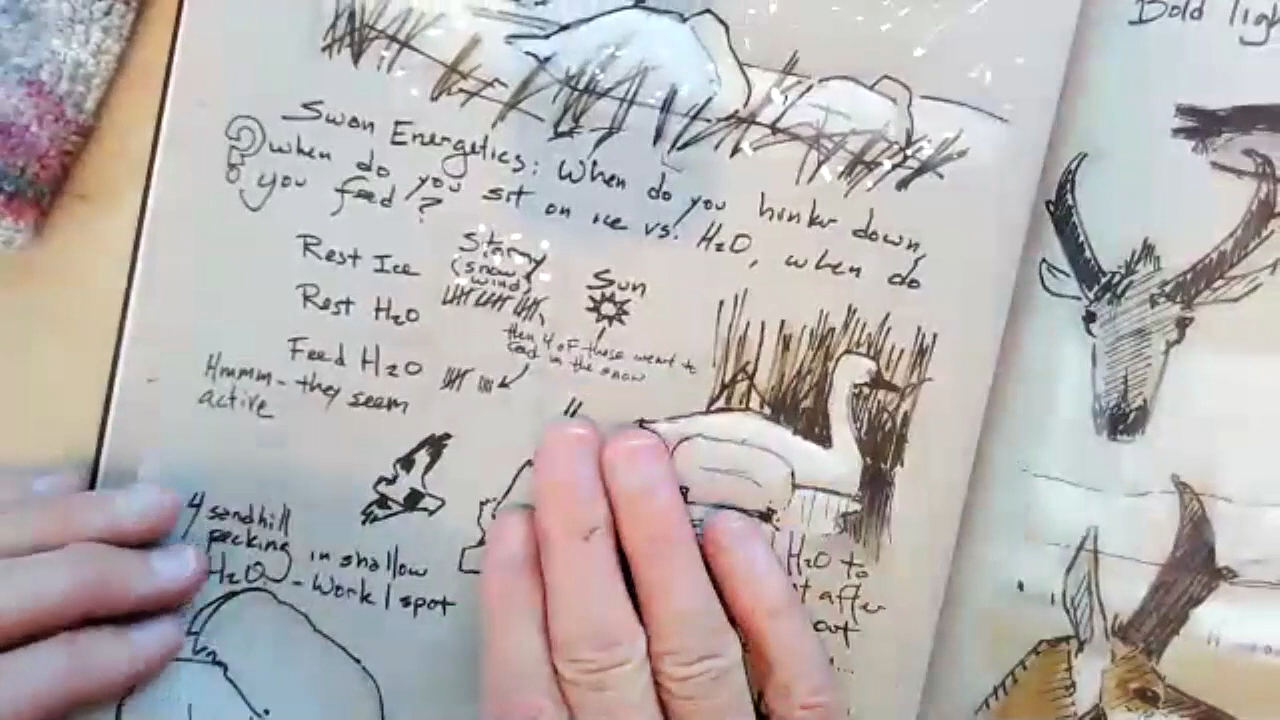 Bold
Swan Energetics: When do you hunker down,
when do you sit on ice vs. H₂O, when do
you feed?
Rest Ice
Stormy
(snow,
wind)
Sun
Rest H₂O
then 4 of these went to
feed in the snow
Feed H₂O
Hmmm - they seem
active
4 sandhill
pecking in shallow
H₂O - Work 1 spot
H₂O to
after
out